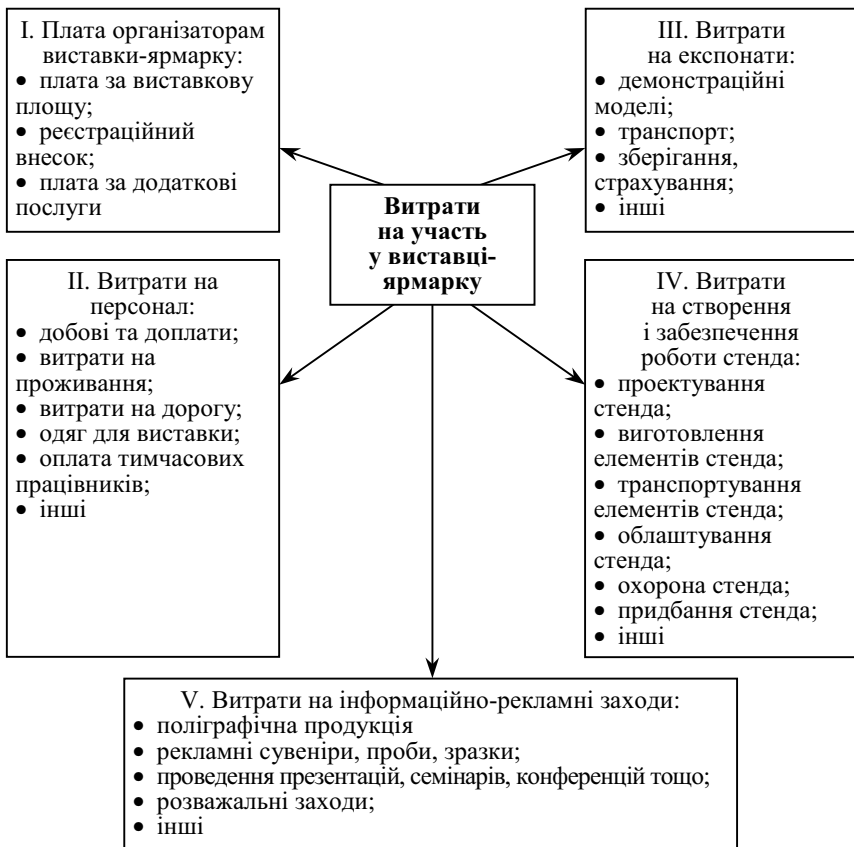 I. Плата організаторам
виставки-ярмарку:
• плата за виставкову
площу;
• реєстраційний
внесок;
• плата за додаткові
послуги
III. Витрати
на експонати:
• демонстраційні
моделі;
• транспорт;
• зберігання,
страхування;
• інші
Витрати
на участь
у виставці-
ярмарку
II. Витрати на
персонал:
• добові та доплати;
• витрати на
проживання;
• витрати на дорогу;
• одяг для виставки;
• оплата тимчасових
працівників;
• інші
IV. Витрати
на створення
і забезпечення
роботи стенда:
• проектування
стенда;
• виготовлення
елементів стенда;
• транспортування
елементів стенда;
• облаштування
стенда;
• охорона стенда;
• придбання стенда;
• інші
V. Витрати на інформаційно-рекламні заходи:
• поліграфічна продукція
• рекламні сувеніри, проби, зразки;
• проведення презентацій, семінарів, конференцій тощо;
• розважальні заходи;
• інші